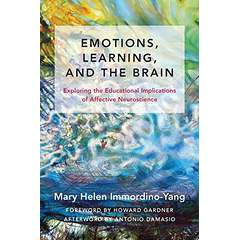 EMOTIONS,
LEARNING,
AND THE BRAIN
Exploring the Educational Implications
of Affective Neuroscience
Mary Helen Immordino-Yang
FOREWORD BY HOWARD GARDNER
AFTERWORD BY ANTONIO DAMASIO